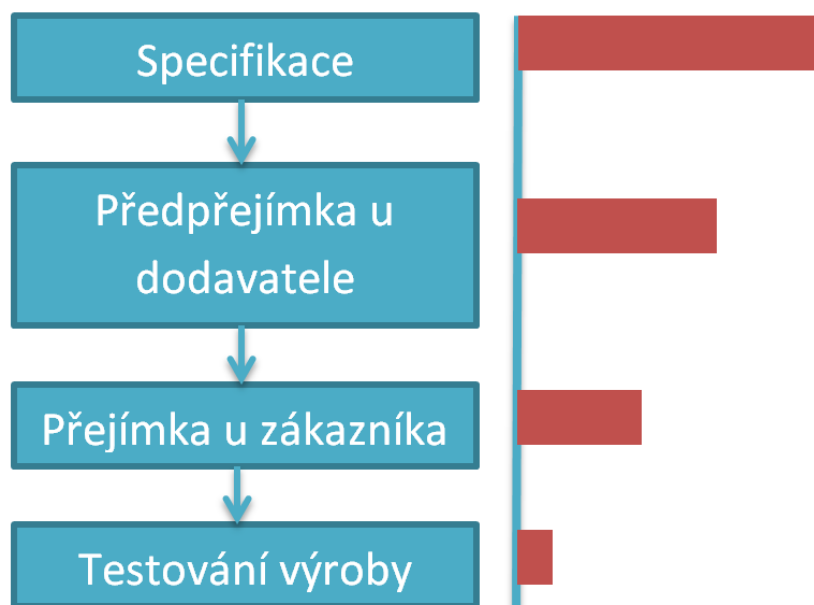 Specifikace
Předpřejímka u
dodavatele
Přejímka u zákazníka
Testování výroby